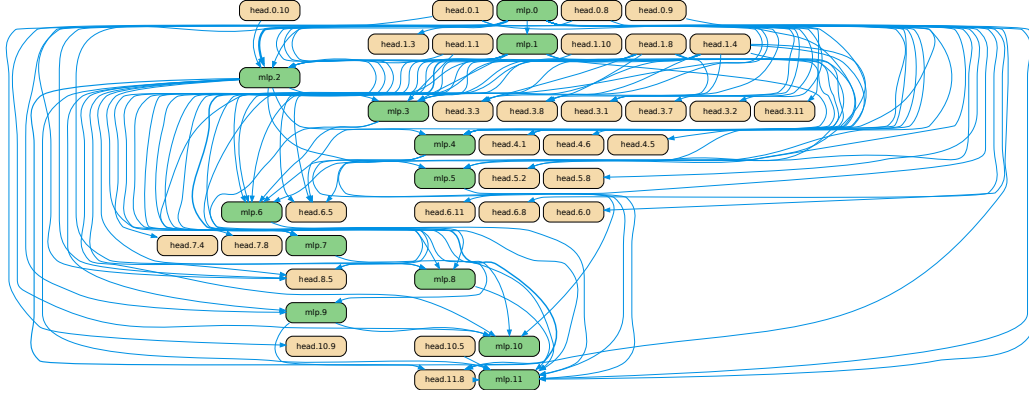 head.0.10 head.0.1 mlp.0 head.0.8 head.0.9
head.1.3 head.1.1 mlp.1 head.1.10 head.1.8 head.1.4
mlp.2
mlp.3 head.3.3 head.3.8 head.3.1 head.3.7 head.3.2 head.3.11
mlp.4 head.4.1 head.4.6 head.4.5
mlp.5 head.5.2 head.5.8
mlp.6 head.6.5 head.6.11 head.6.8 head.6.0
head.7.4 head.7.8 mlp.7
head.8.5 mlp.8
mlp.9
head.10.9 head.10.5 mlp.10
head.11.8 mlp.11